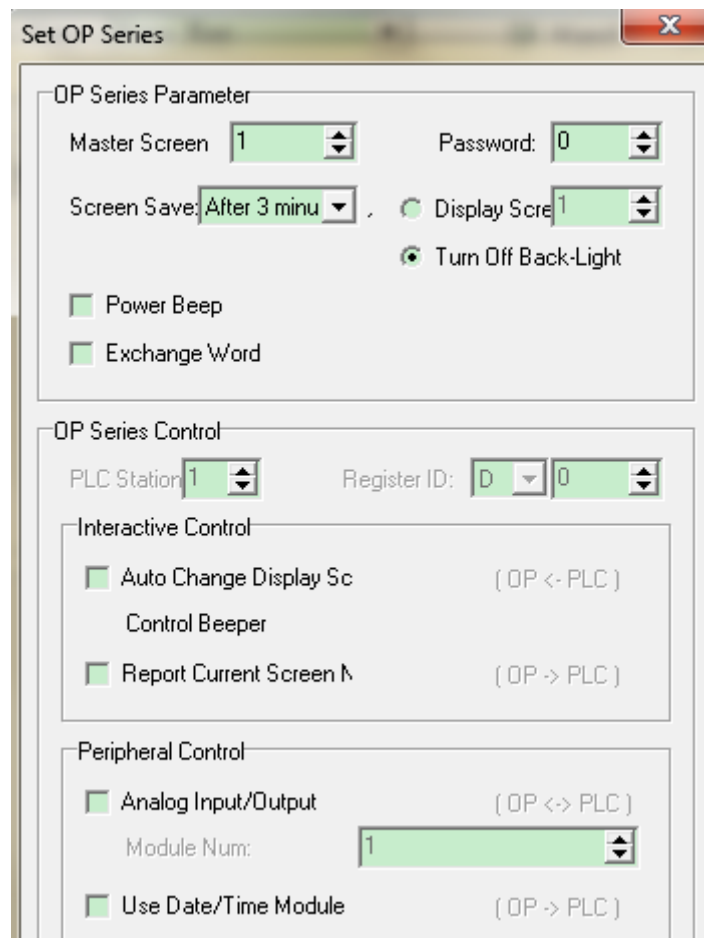 Set OP Series
OP Series Parameter
Master Screen 1 Password: 0
Screen Save: After 3 minu , Display Scre 1
Turn Off Back-Light
Power Beep
Exchange Word
OP Series Control
PLC Station 1 Register ID: D 0
Interactive Control
Auto Change Display Sc ( OP <- PLC )
Control Beeper
Report Current Screen N ( OP -> PLC )
Peripheral Control
Analog Input/Output ( OP <-> PLC )
Module Num: 1
Use Date/Time Module ( OP -> PLC )